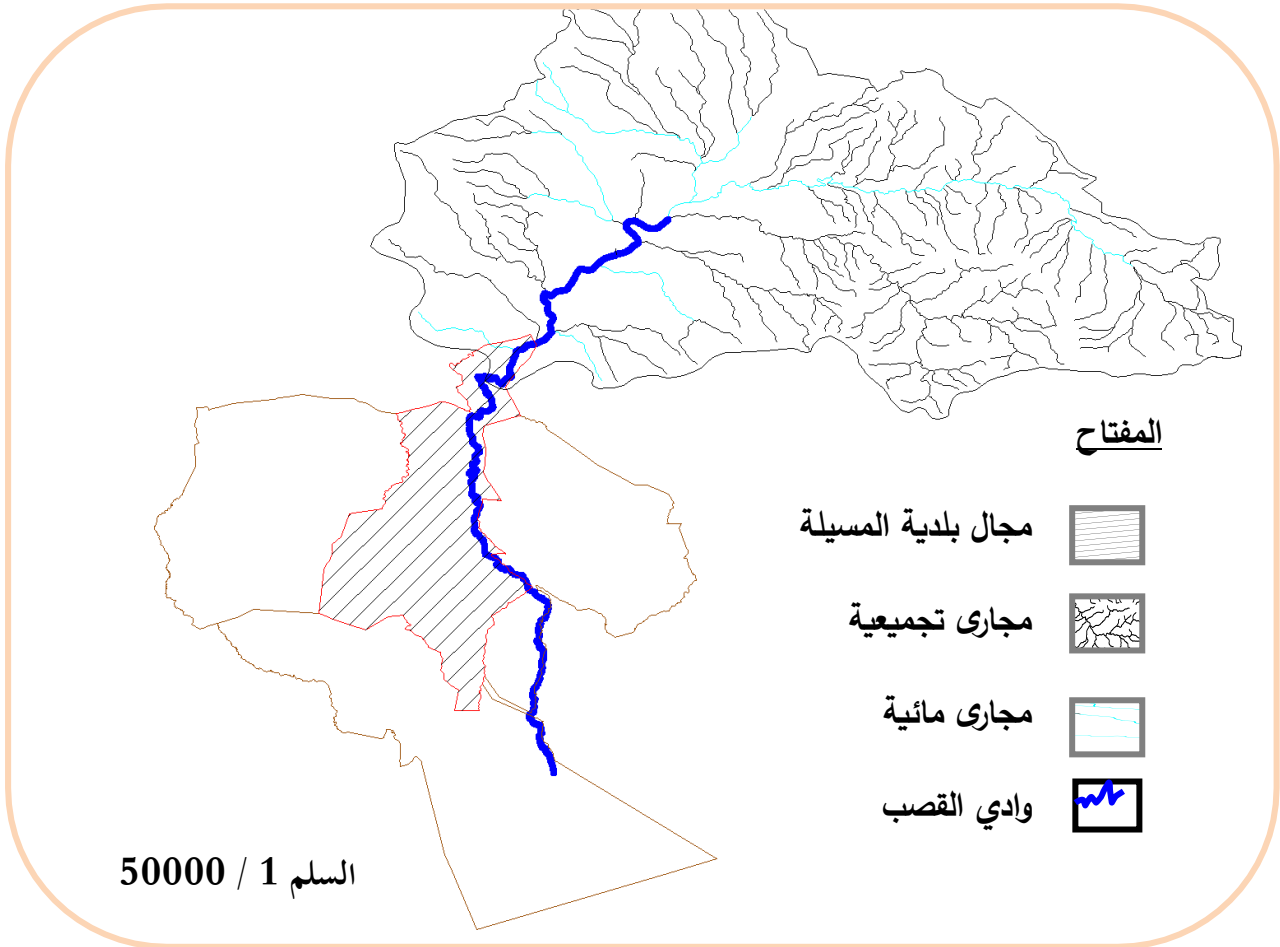 المفتاح
مجال بلدية المسيلة
مجارى تجميعية
مجارى مائية
وادي القصب
السلم 1 / 50000